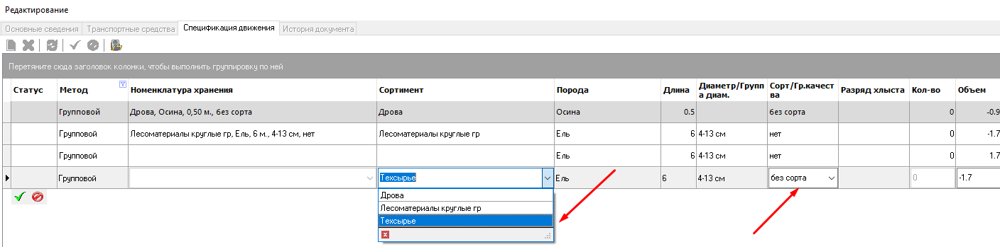 Редактирование
Основные сведения Транспортные средства Спецификация движения История документа
Перетяните сюда заголовок колонки, чтобы выполнить группировку по ней
Статус Метод Номенклатура хранения Сортимент Порода Длина Диаметр/Групп Сорт/Гр.качест Разряд хлыста Кол-во Объем
а диам. ва
Групповой Дрова, Осина, 0,50 м., без сорта Дрова Осина 0.5 без сорта 0 -0.9
Групповой Лесоматериалы круглые гр, Ель, 6 м., 4-13 см, нет Лесоматериалы круглые гр Ель 6 4-13 см нет 0 -1.7
Групповой Ель 6 4-13 см нет 0 1.7
Групповой Техсырье Ель 6 4-13 см без сорта 0 -1.7
Дрова
Лесоматериалы круглые гр
Техсырье